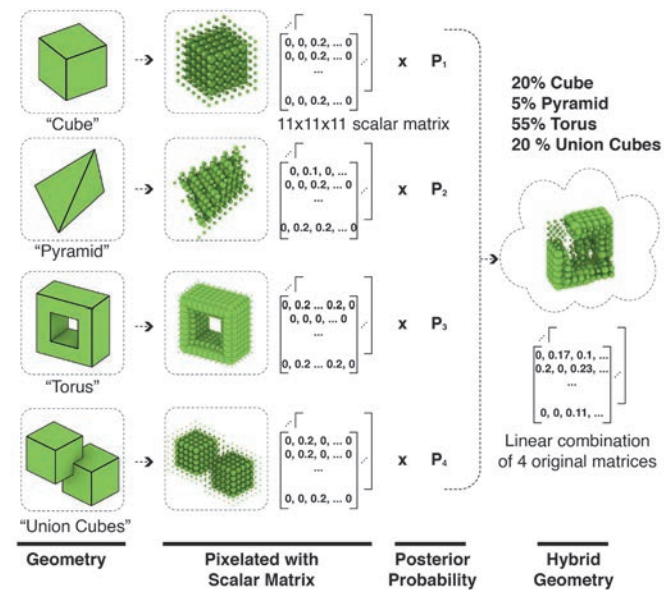 0, 0, 0.2, ... 0
0, 0, 0.2, ... 0
...
0, 0, 0.2, ... 0
x P1
"Cube"
11x11x11 scalar matrix
0, 0.1, 0, ...
0, 0, 0.2, ... 0
...
0, 0.2, 0.2, ... 0
x P2
"Pyramid"
0, 0.2 ... 0.2, 0
0, 0, 0, ... 0
...
0, 0.2 ... 0.2, 0
x P3
"Torus"
0, 0.2, 0, ... 0
0, 0.2, 0, ... 0
...
0, 0, 0.2, ... 0
x P4
"Union Cubes"
20% Cube
5% Pyramid
55% Torus
20 % Union Cubes
0, 0.17, 0.1, ...
0.2, 0, 0.23, ...
...
0, 0, 0.11, ...
Linear combination
of 4 original matrices
Geometry
Pixelated with
Scalar Matrix
Posterior
Probability
Hybrid
Geometry